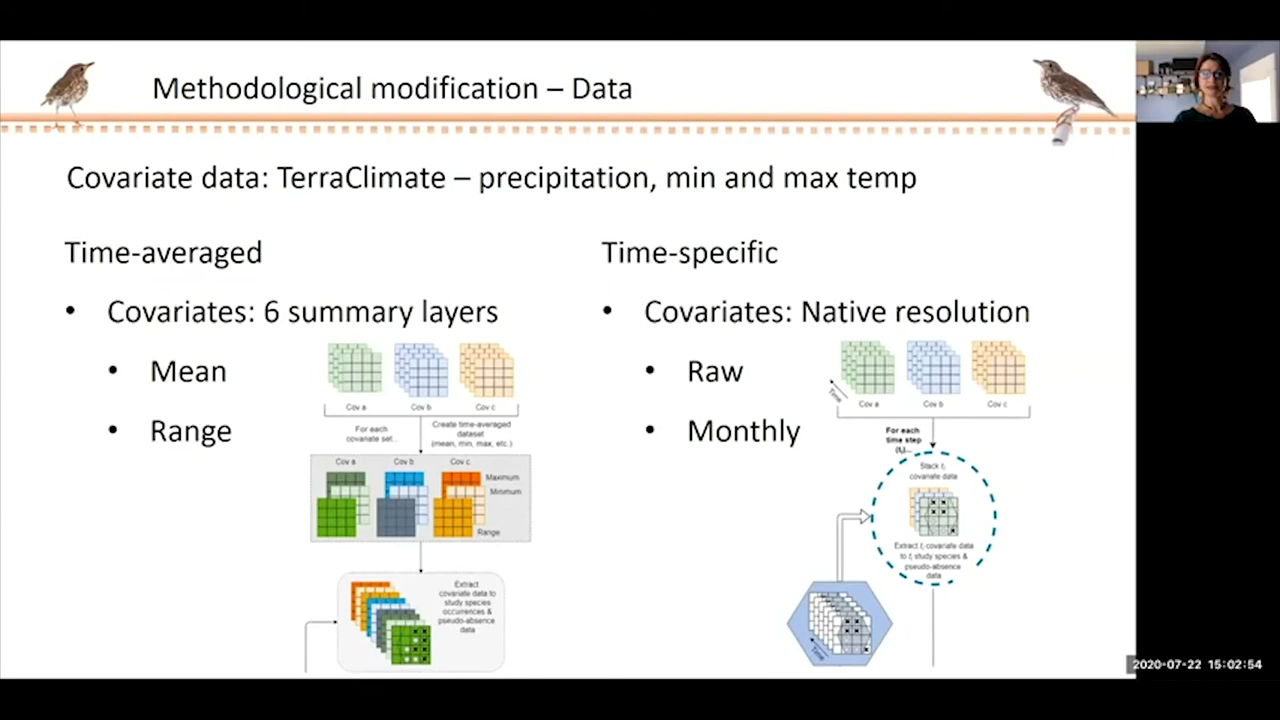 Methodological modification – Data
Covariate data: TerraClimate – precipitation, min and max temp
Time-averaged
• Covariates: 6 summary layers
• Mean
• Range
Cov a
Cov b
Cov c
For each
covariate set...
Create time-averaged
dataset
(mean, min, max, etc.)
Cov a
Cov b
Cov c
Maximum
Minimum
Range
Extract
covariate data to
study species
occurrences &
pseudo-absence
data
Time-specific
• Covariates: Native resolution
• Raw
• Monthly
Time
Cov a
Cov b
Cov c
For each
time step
(tᵢ)...
Stack tᵢ
covariate data
Extract tᵢ covariate data
to tᵢ study species &
pseudo-absence
data
Time
2020-07-22 15:02:54